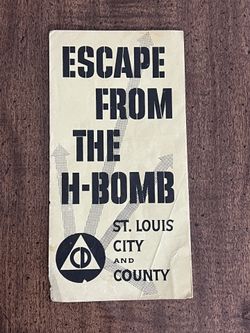 ESCAPE
FROM
THE
H-BOMB
ST. LOUIS
CITY
AND
COUNTY
CD